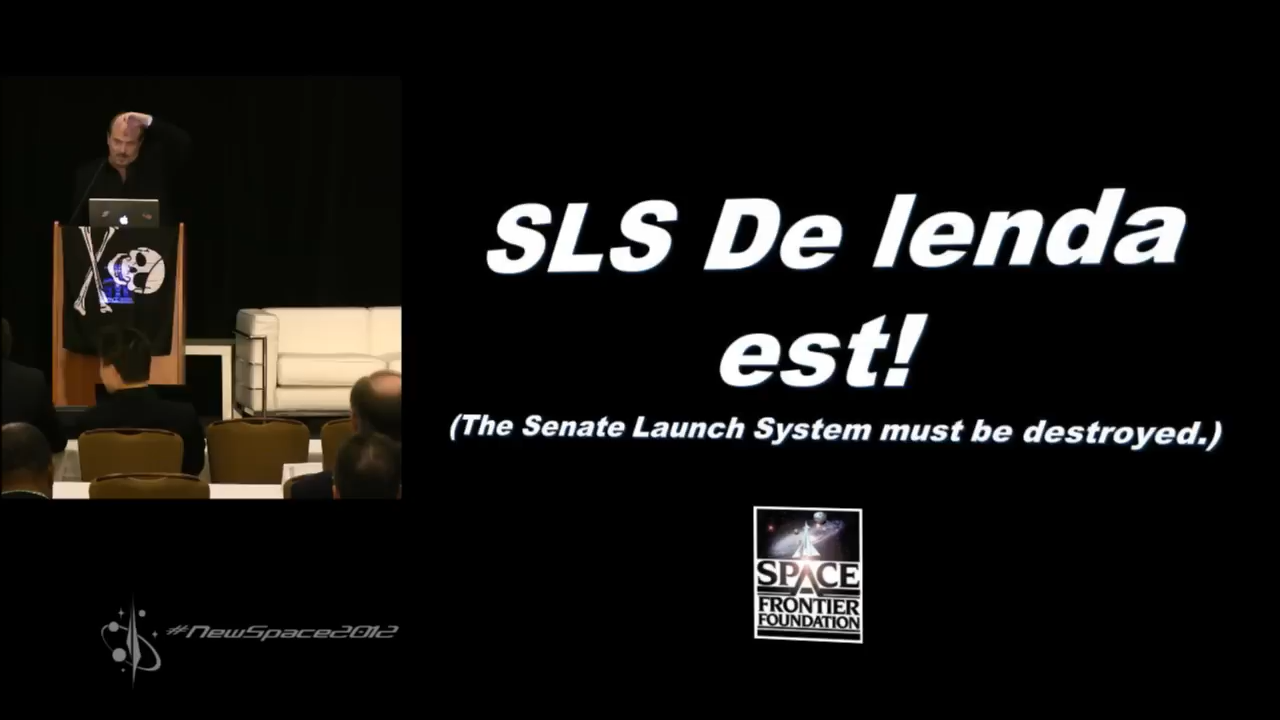 SLS De lenda
est!
(The Senate Launch System must be destroyed.)
SPACE
FRONTIER
FOUNDATION
#NewSpace2012